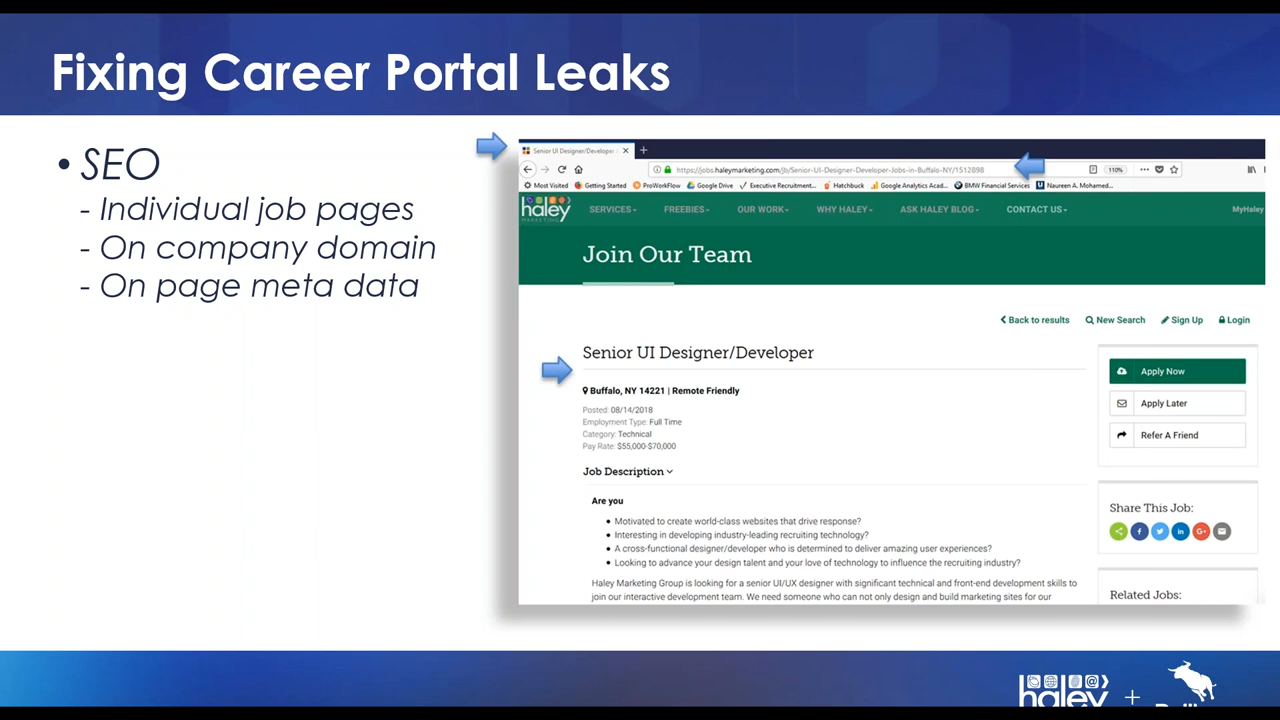 Fixing Career Portal Leaks
• SEO
- Individual job pages
- On company domain
- On page meta data
Senior UI Designer/Developer
https://jobs.haleymarketing.com/jb/Senior-UI-Designer-Developer-Jobs-in-Buffalo-NY/1512898
110%
Most Visited Getting Started ProWorkFlow Google Drive Executive Recruitment... Hatchbuck Google Analytics Acad... BMW Financial Services Naureen A. Mohamed...
haley
MARKETING
SERVICES FREEBIES OUR WORK WHY HALEY ASK HALEY BLOG CONTACT US MyHaley
Join Our Team
Back to results New Search Sign Up Login
Senior UI Designer/Developer
Buffalo, NY 14221 | Remote Friendly
Posted: 08/14/2018
Employment Type: Full Time
Category: Technical
Pay Rate: $55,000-$70,000
Job Description
Are you
• Motivated to create world-class websites that drive response?
• Interesting in developing industry-leading recruiting technology?
• A cross-functional designer/developer who is determined to deliver amazing user experiences?
• Looking to advance your design talent and your love of technology to influence the recruiting industry?
Haley Marketing Group is looking for a senior UI/UX designer with significant technical and front-end development skills to
join our interactive development team. We need someone who can not only design and build marketing sites for our
Apply Now
Apply Later
Refer A Friend
Share This Job:
Related Jobs:
haley +